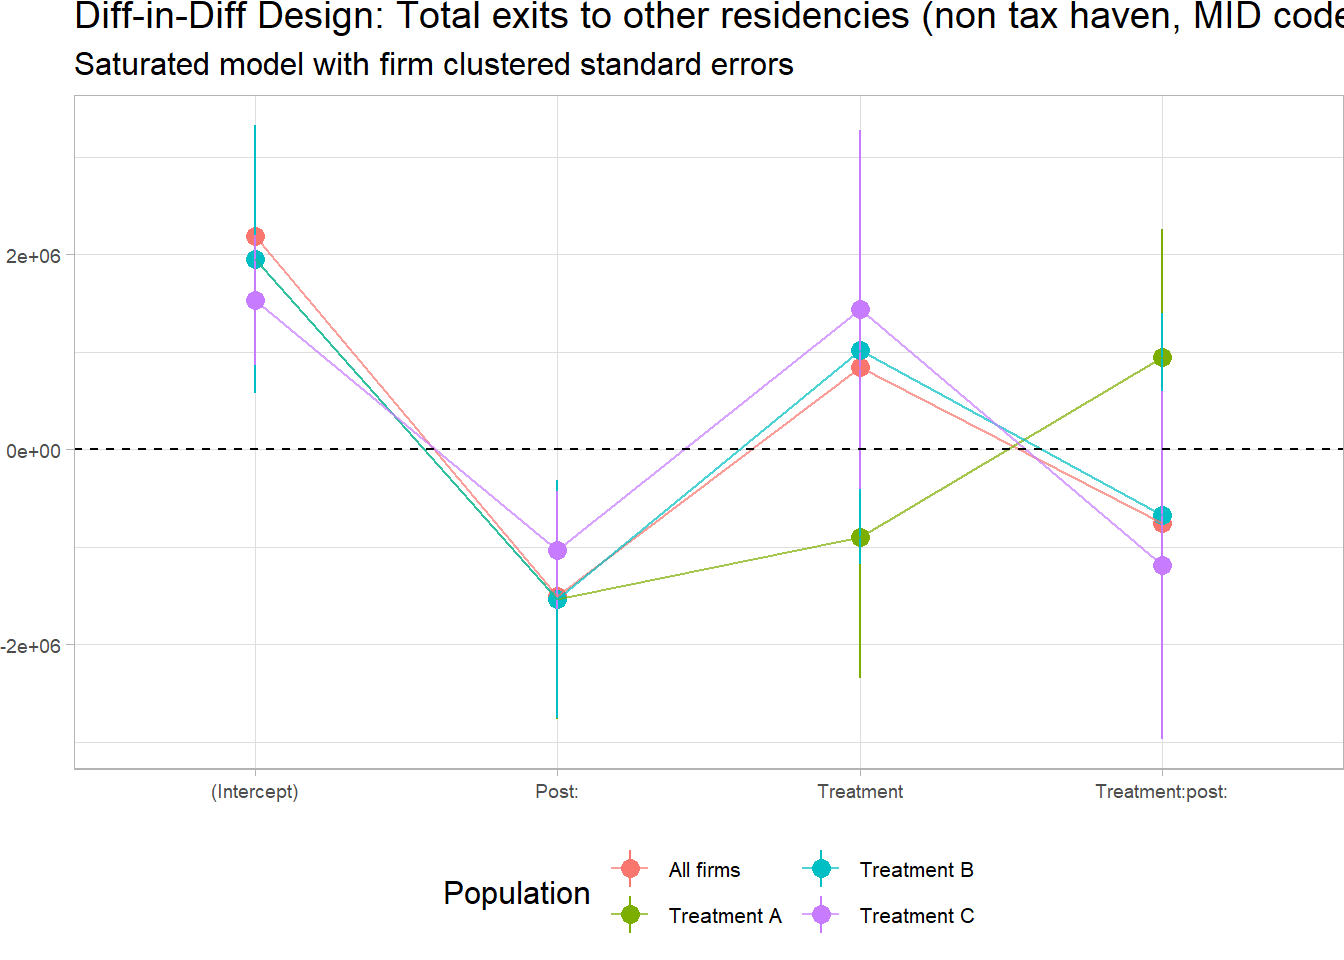 Diff-in-Diff Design: Total exits to other residencies (non tax haven, MID code
Saturated model with firm clustered standard errors
2e+06
0e+00
-2e+06
(Intercept) Post: Treatment Treatment:post:
Population
All firms Treatment B
Treatment A Treatment C